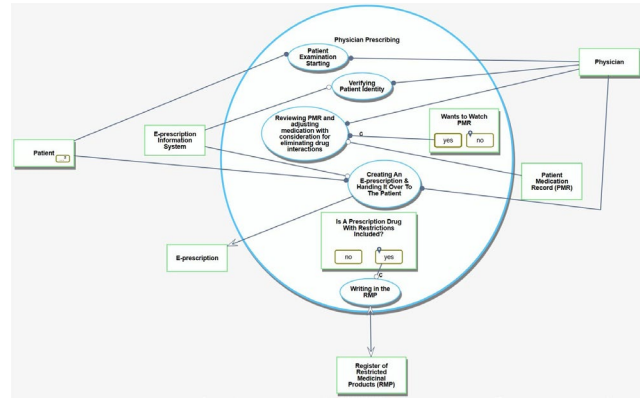 Physician Prescribing
Patient
Examination
Starting
Physician
Verifying
Patient Identity
Reviewing PMR and
adjusting
medication with
consideration for
eliminating drug
interactions
c
Wants to Watch
PMR
yes
no
E-prescription
Information
System
Patient
Patient
Medication
Record (PMR)
Creating An
E-prescription &
Handing It Over To
The Patient
Is A Prescription Drug
With Restrictions
Included?
no
yes
c
E-prescription
Writing in the
RMP
Register of
Restricted
Medicinal
Products (RMP)